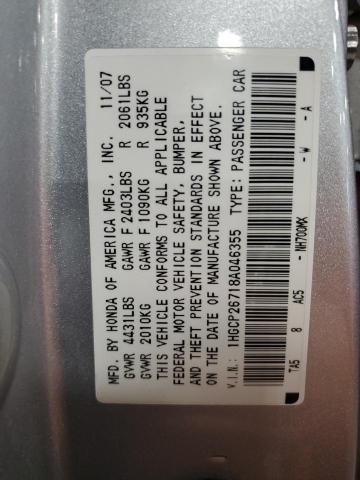 MFD. BY HONDA OF AMERICA MFG., INC. 11/07
GVWR 4431LBS GAWR F 2403LBS R 2061LBS
GVWR 2010KG GAWR F 1090KG R 935KG
THIS VEHICLE CONFORMS TO ALL APPLICABLE
FEDERAL MOTOR VEHICLE SAFETY, BUMPER,
AND THEFT PREVENTION STANDARDS IN EFFECT
ON THE DATE OF MANUFACTURE SHOWN ABOVE.
V.I.N.: 1HGCP26718A046355 TYPE: PASSENGER CAR
TA5 8 AC5 - NH700MX - W - A